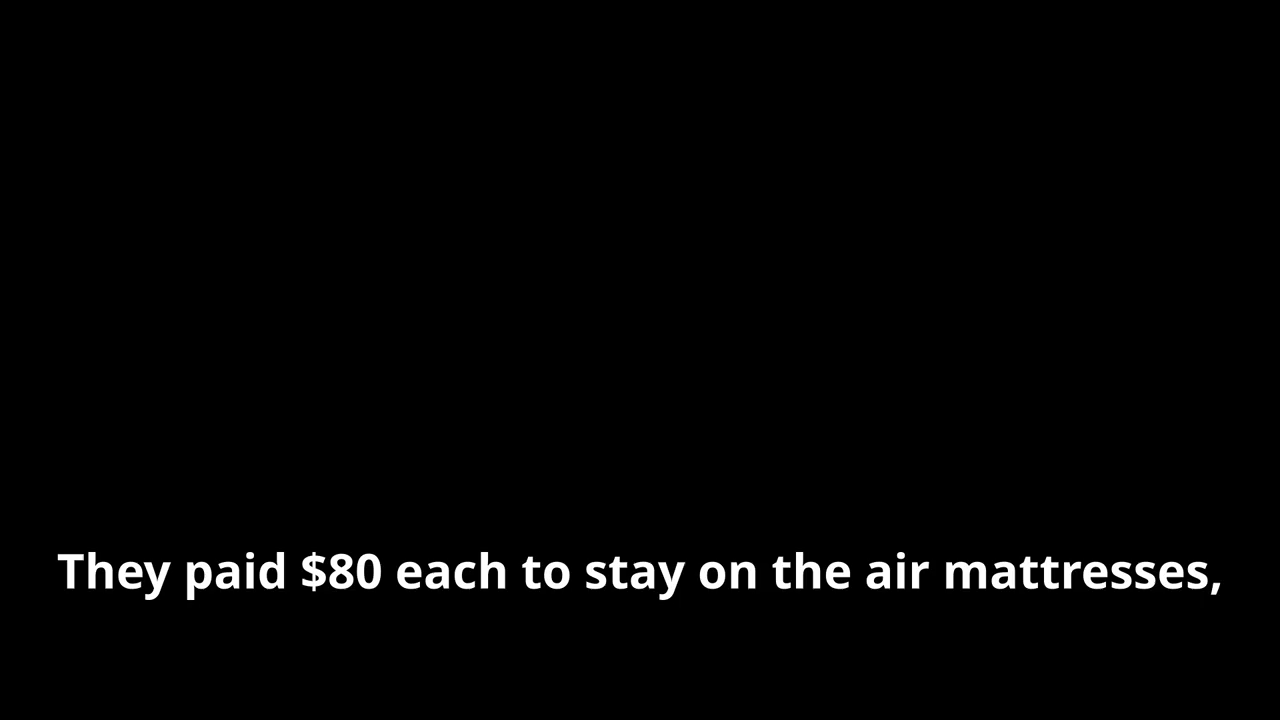 They paid $80 each to stay on the air mattresses,